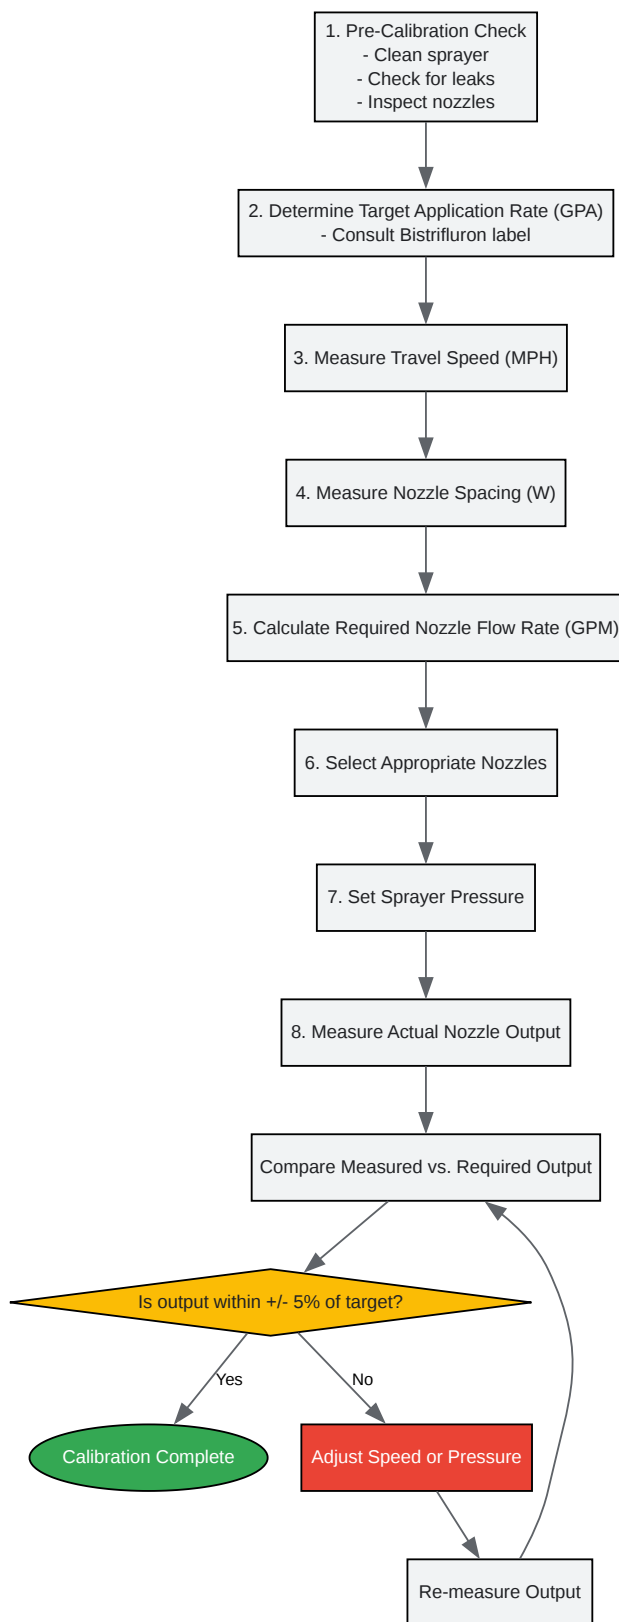 1. Pre-Calibration Check
- Clean sprayer
- Check for leaks
- Inspect nozzles
2. Determine Target Application Rate (GPA)
- Consult Bistrifluron label
3. Measure Travel Speed (MPH)
4. Measure Nozzle Spacing (W)
5. Calculate Required Nozzle Flow Rate (GPM)
6. Select Appropriate Nozzles
7. Set Sprayer Pressure
8. Measure Actual Nozzle Output
Compare Measured vs. Required Output
Is output within +/- 5% of target?
Yes
No
Calibration Complete
Adjust Speed or Pressure
Re-measure Output